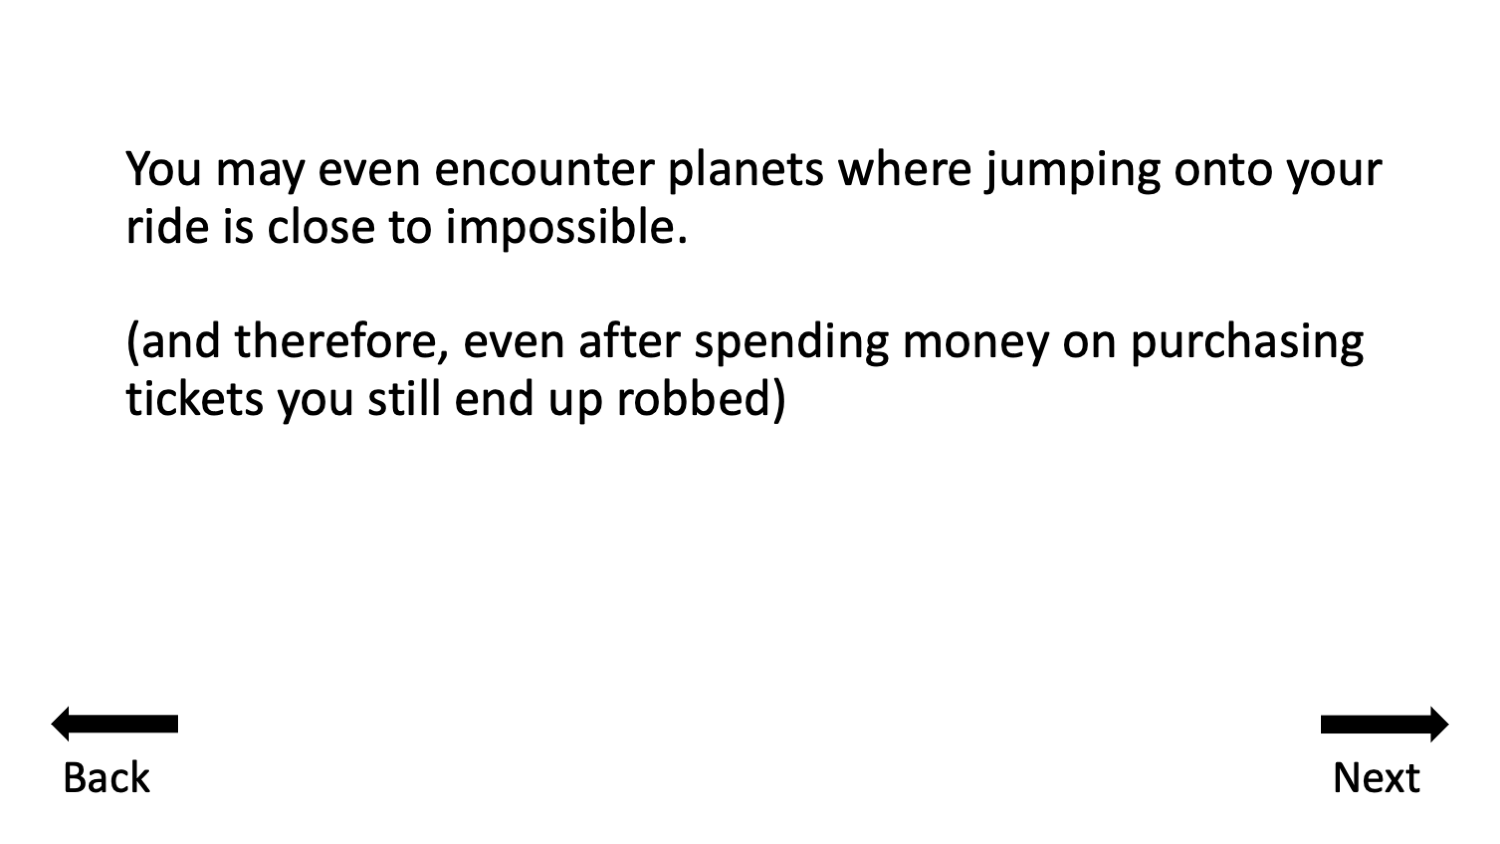 You may even encounter planets where jumping onto your
ride is close to impossible.
(and therefore, even after spending money on purchasing
tickets you still end up robbed)
Back
Next